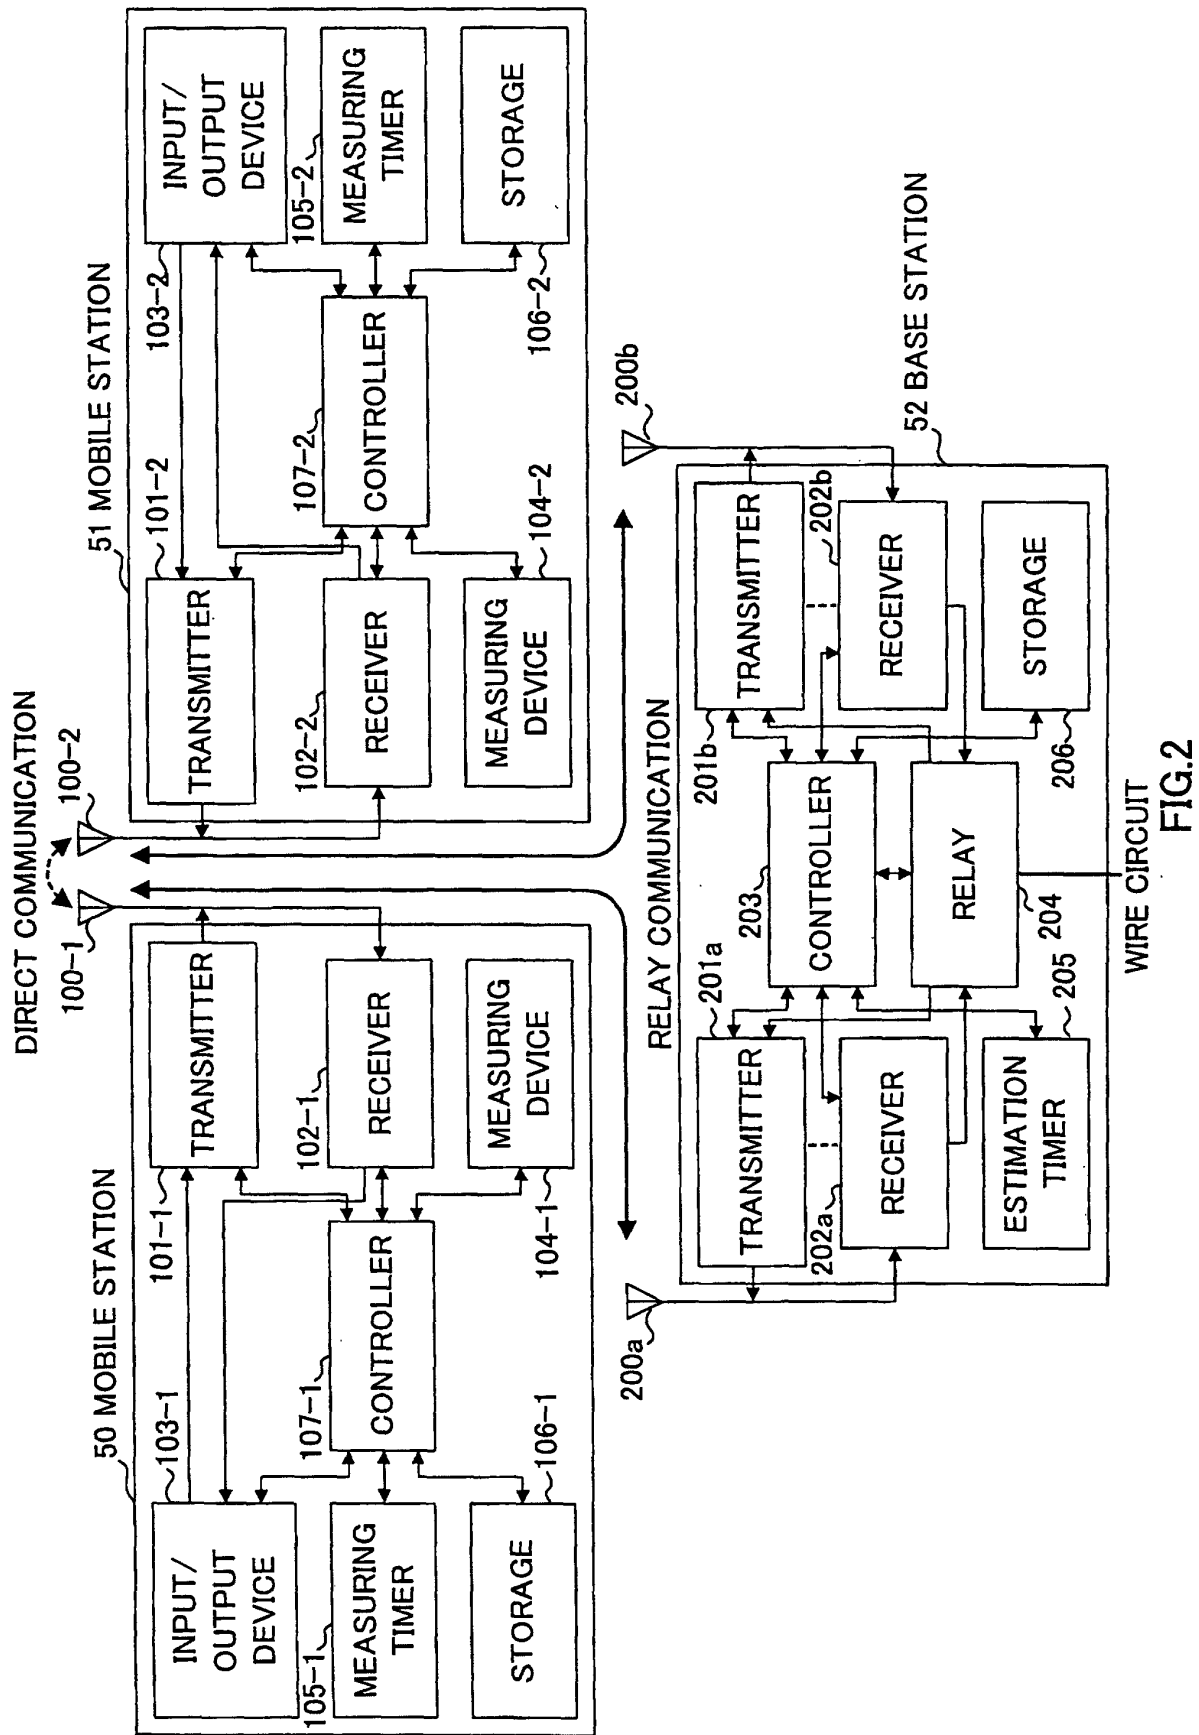 DIRECT COMMUNICATION
100-1
100-2
50 MOBILE STATION
103-1
INPUT/
OUTPUT
DEVICE
101-1
TRANSMITTER
105-1
MEASURING
TIMER
107-1
CONTROLLER
102-1
RECEIVER
STORAGE
106-1
104-1
MEASURING
DEVICE
51 MOBILE STATION
101-2
TRANSMITTER
103-2
INPUT/
OUTPUT
DEVICE
102-2
RECEIVER
107-2
CONTROLLER
105-2
MEASURING
TIMER
MEASURING
DEVICE
104-2
106-2
STORAGE
RELAY COMMUNICATION
200a
200b
52 BASE STATION
TRANSMITTER
201a
203
CONTROLLER
201b
TRANSMITTER
202a
RECEIVER
RELAY
204
202b
RECEIVER
ESTIMATION
TIMER
205
206
STORAGE
WIRE CIRCUIT
FIG.2